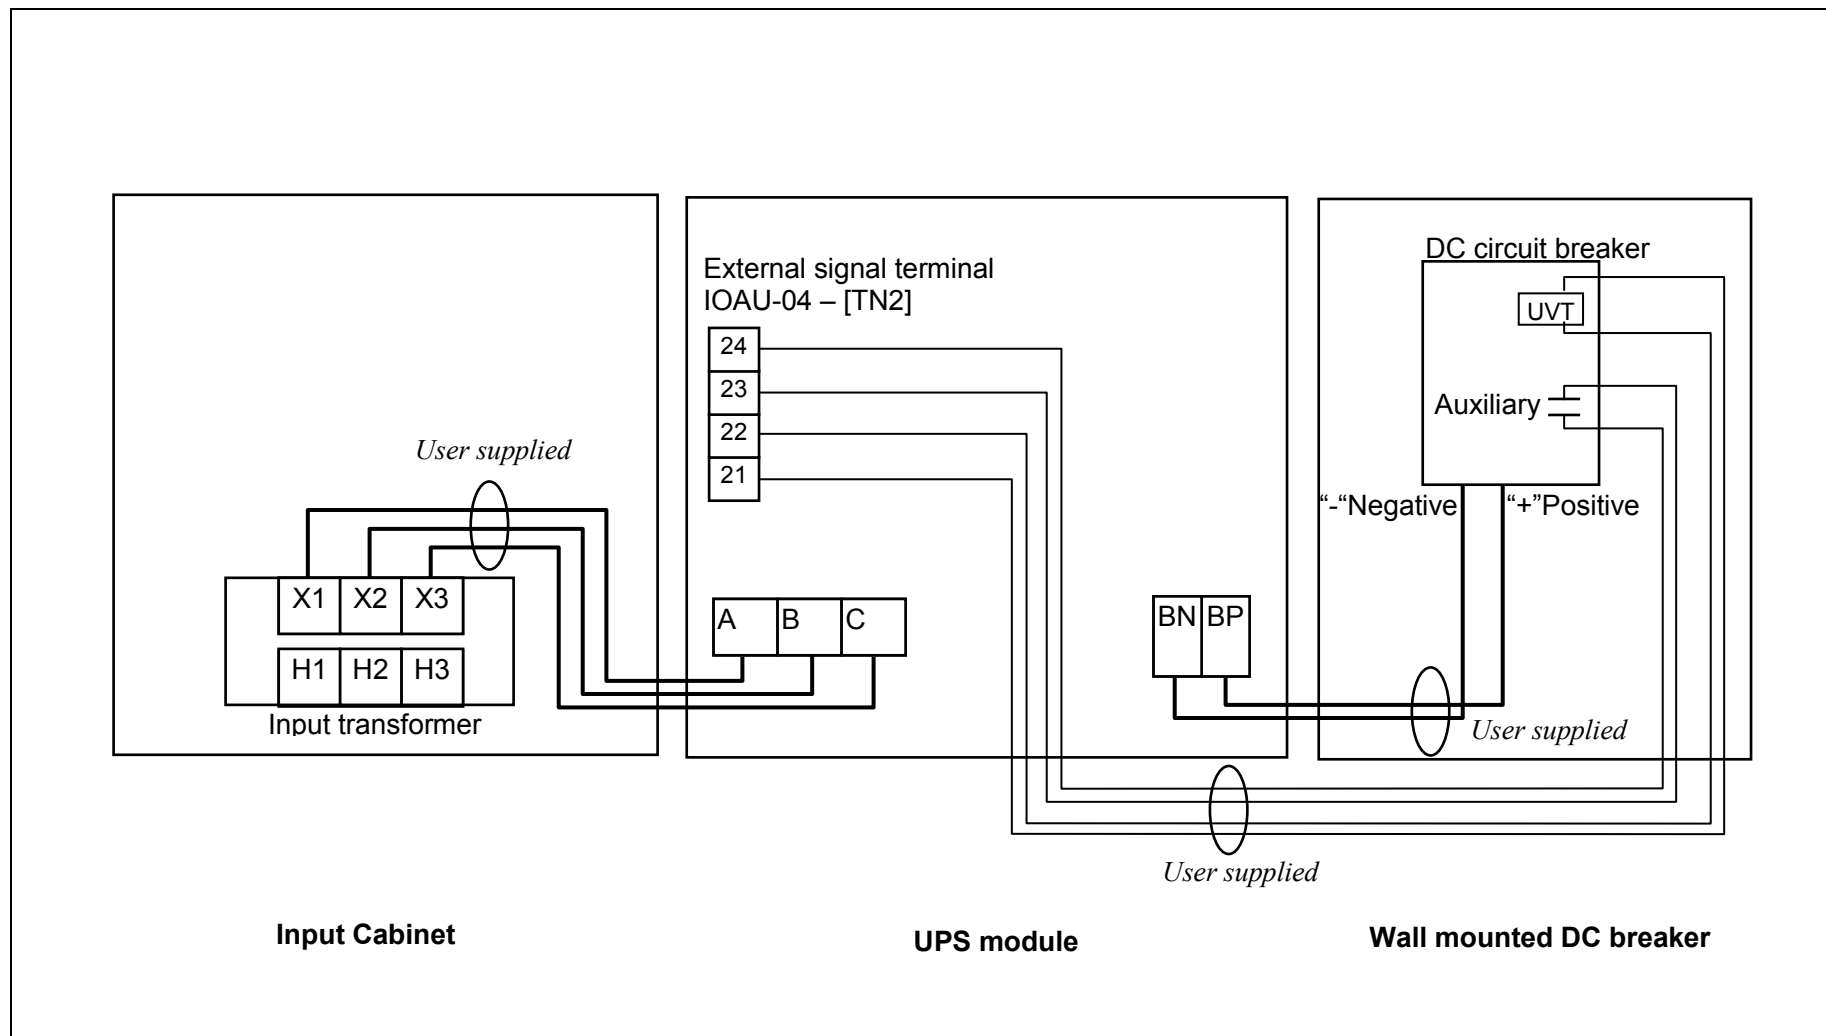 External signal terminal
IOAU-04 – [TN2]
24
23
22
21
DC circuit breaker
UVT
Auxiliary
“-“Negative
“+”Positive
User supplied
X1 X2 X3
H1 H2 H3
Input transformer
A B C
BN BP
User supplied
User supplied
Input Cabinet
UPS module
Wall mounted DC breaker